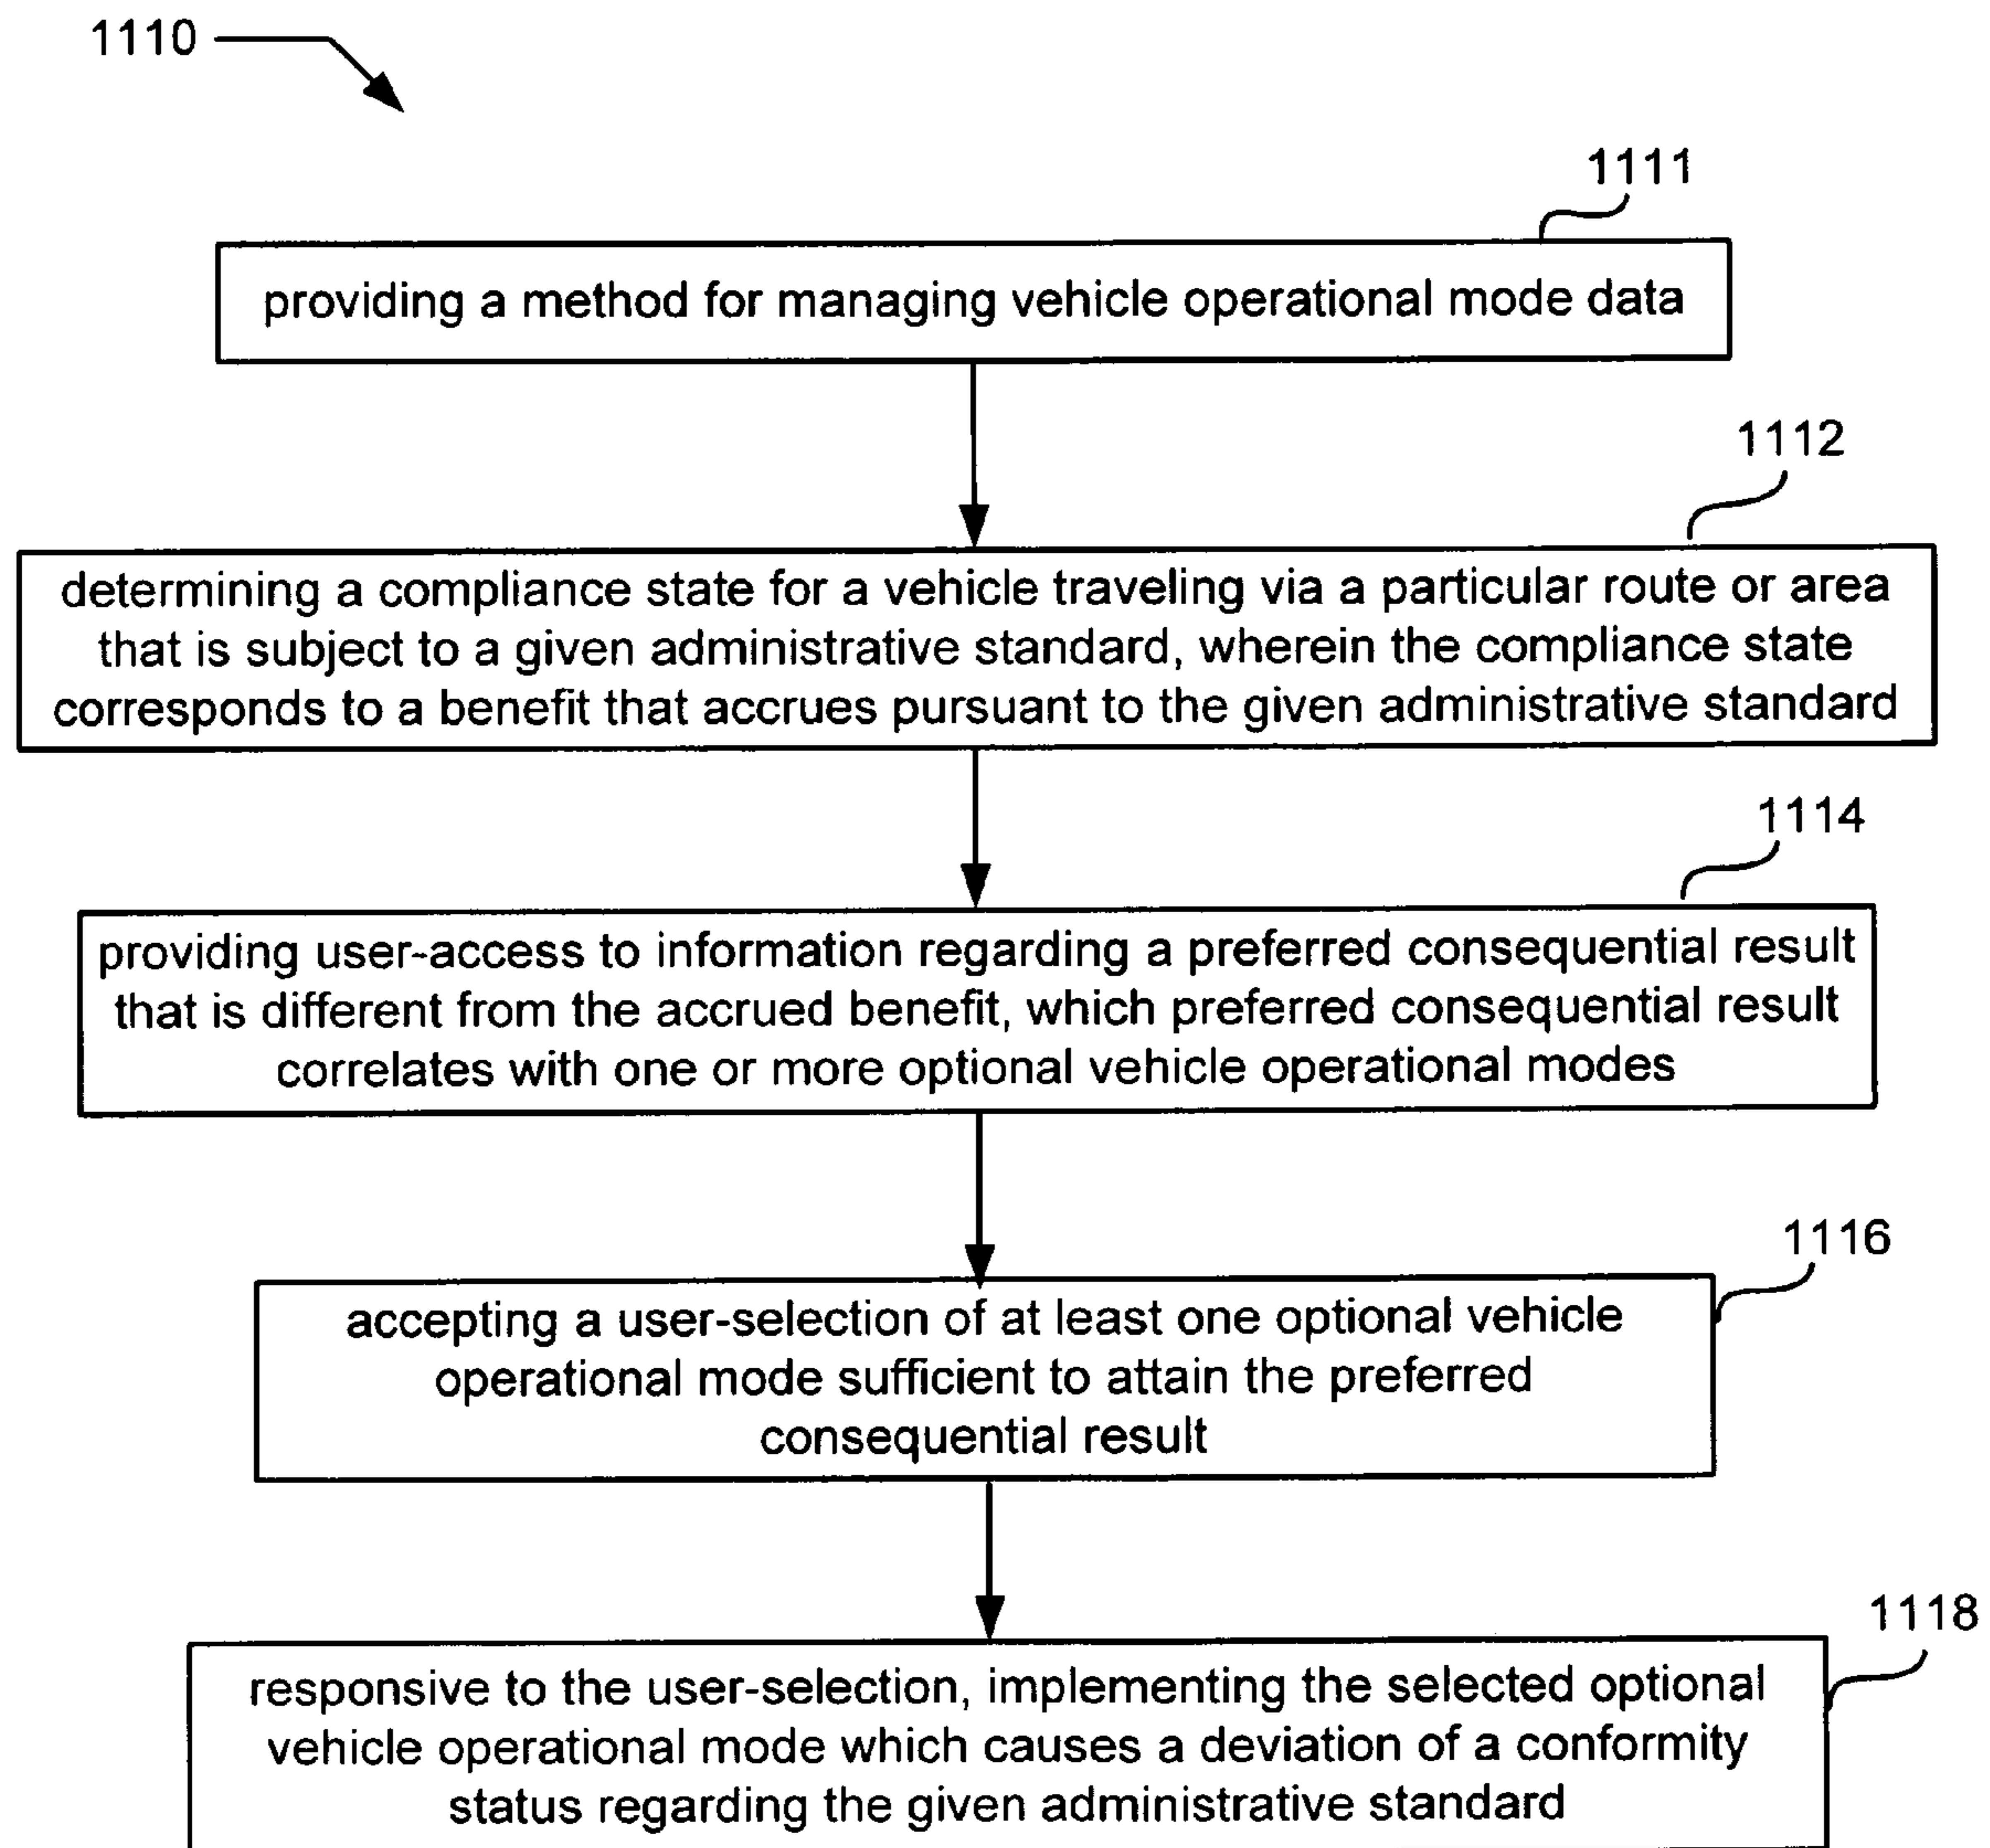 1110
1111
providing a method for managing vehicle operational mode data
1112
determining a compliance state for a vehicle traveling via a particular route or area
that is subject to a given administrative standard, wherein the compliance state
corresponds to a benefit that accrues pursuant to the given administrative standard
1114
providing user-access to information regarding a preferred consequential result
that is different from the accrued benefit, which preferred consequential result
correlates with one or more optional vehicle operational modes
1116
accepting a user-selection of at least one optional vehicle
operational mode sufficient to attain the preferred
consequential result
1118
responsive to the user-selection, implementing the selected optional
vehicle operational mode which causes a deviation of a conformity
status regarding the given administrative standard